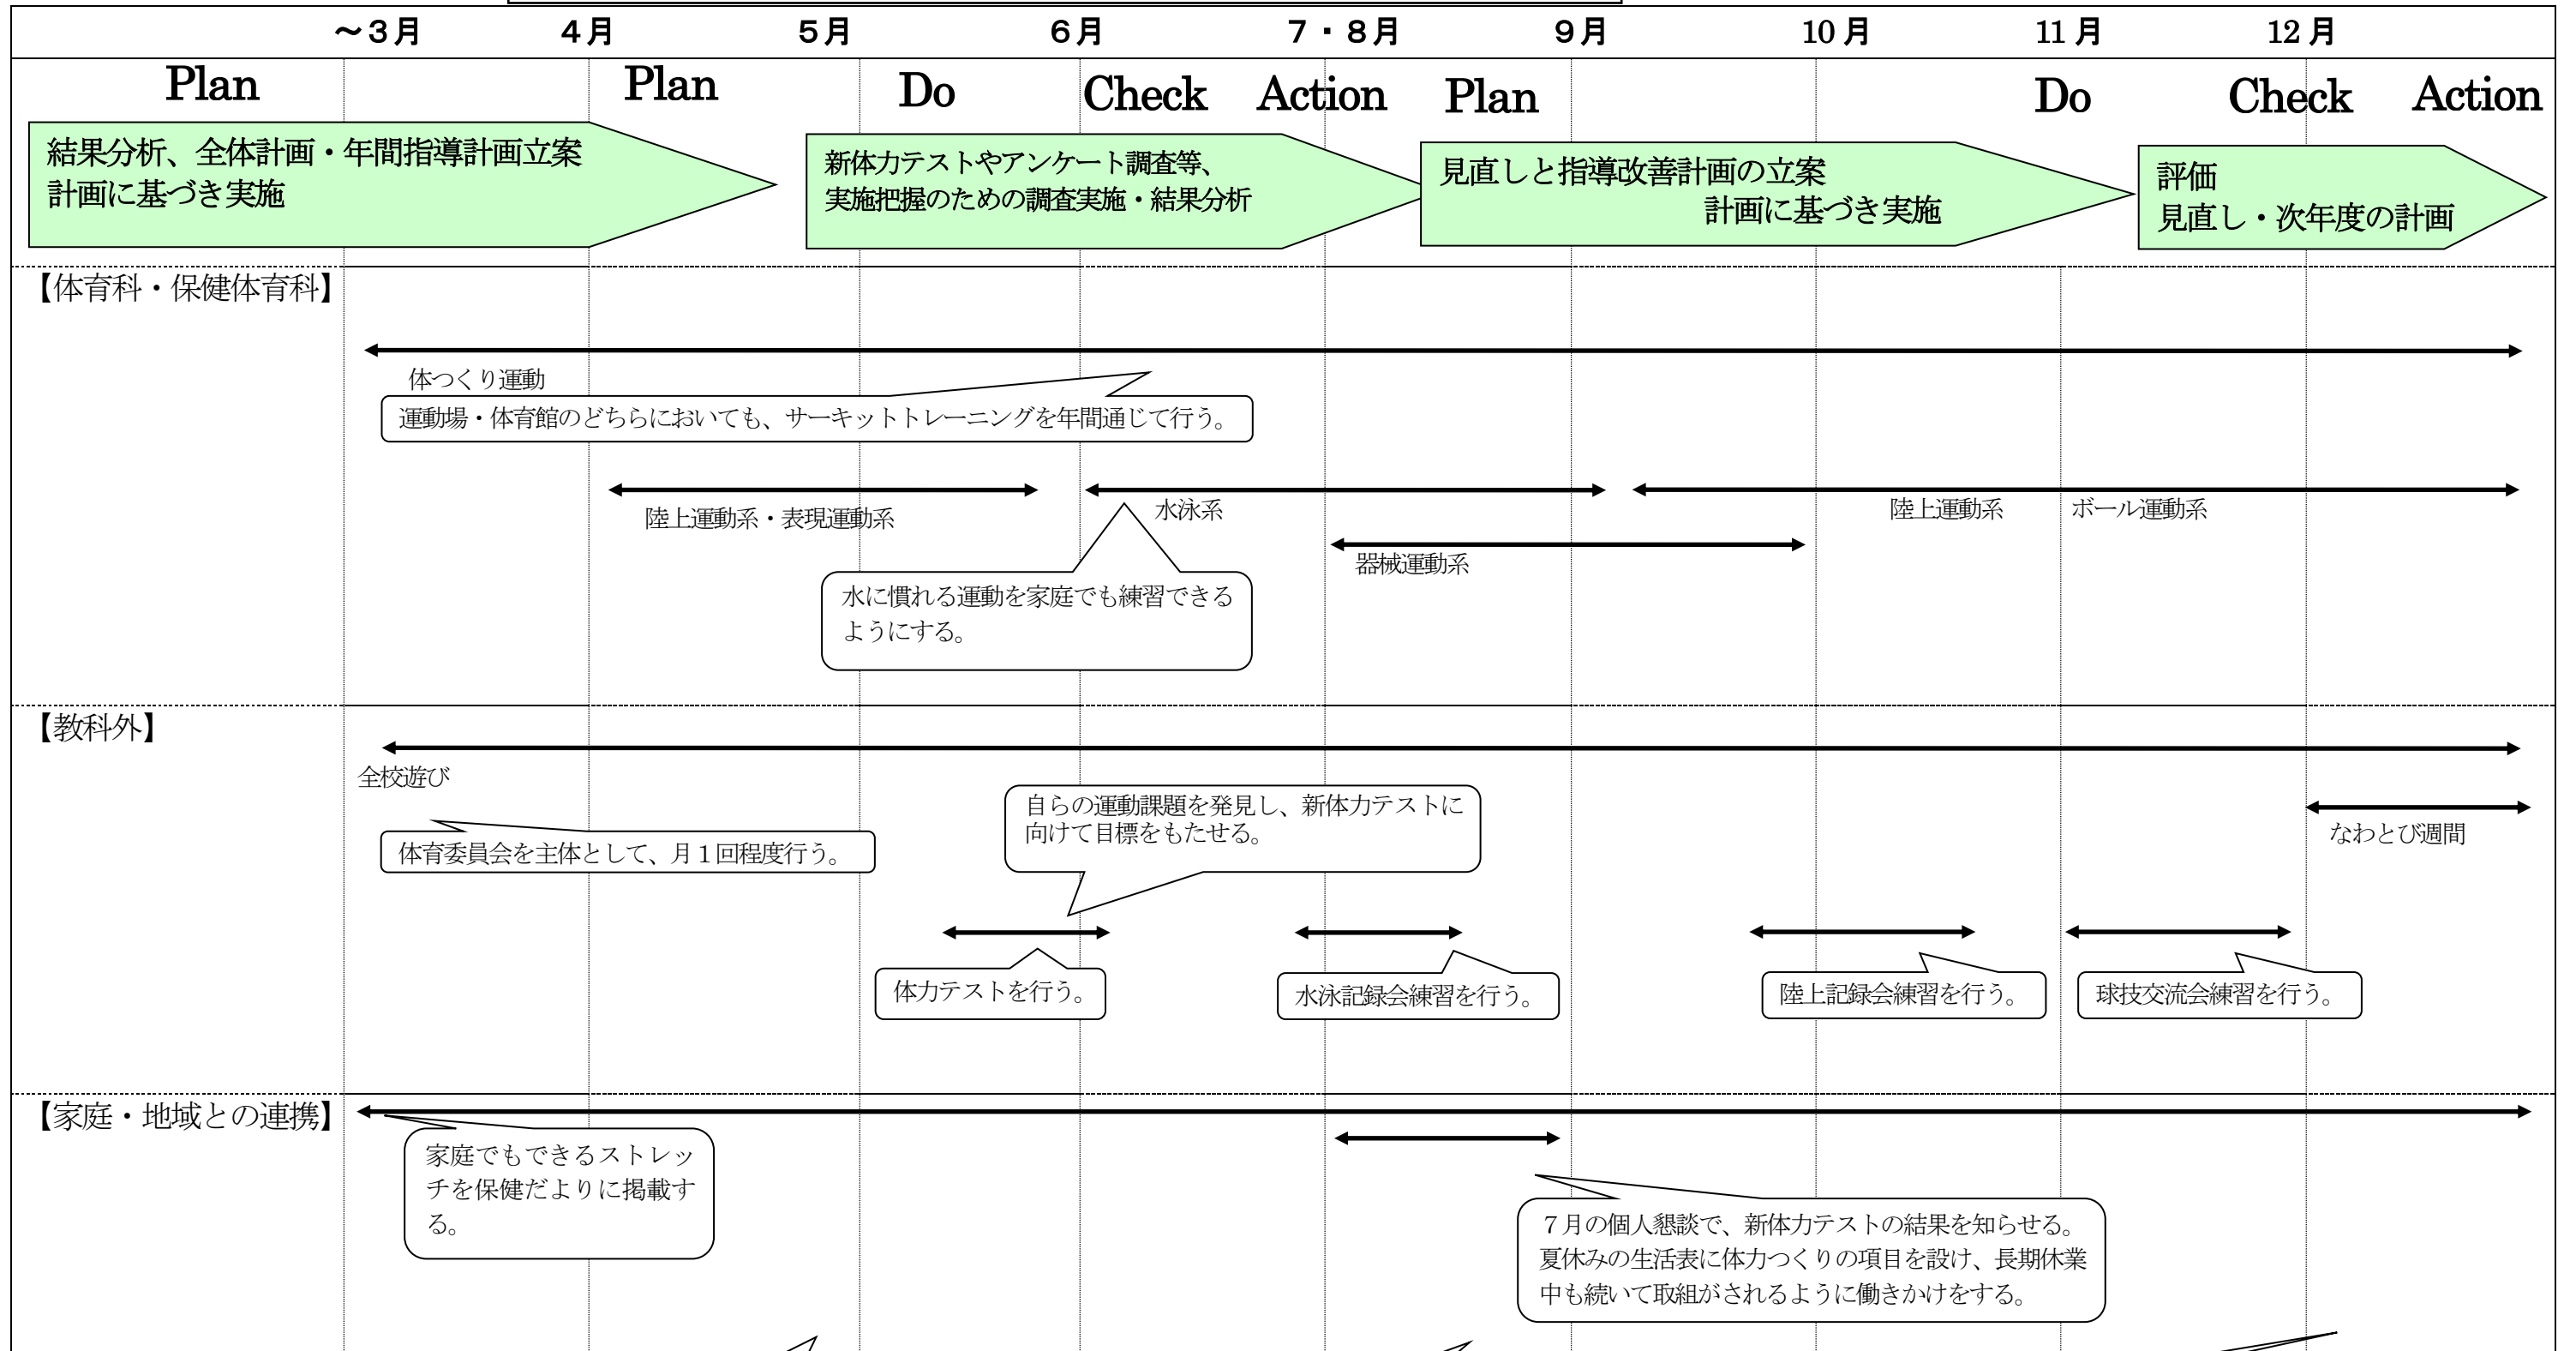 ～３月 ４月 ５月 ６月 ７・８月 ９月 10 月 11 月 12 月
Plan Plan Do Check Action Plan Do Check Action
結果分析、全体計画・年間指導計画立案
計画に基づき実施
新体力テストやアンケート調査等、
実施把握のための調査実施・結果分析
見直しと指導改善計画の立案
計画に基づき実施
評価
見直し・次年度の計画
【体育科・保健体育科】
体つくり運動
運動場・体育館のどちらにおいても、サーキットトレーニングを年間通じて行う。
陸上運動系・表現運動系
水泳系
陸上運動系
ボール運動系
器械運動系
水に慣れる運動を家庭でも練習できる
ようにする。
【教科外】
全校遊び
自らの運動課題を発見し、新体力テストに
向けて目標をもたせる。
なわとび週間
体育委員会を主体として、月１回程度行う。
体力テストを行う。
水泳記録会練習を行う。
陸上記録会練習を行う。
球技交流会練習を行う。
【家庭・地域との連携】
家庭でもできるストレッ
チを保健だよりに掲載す
る。
７月の個人懇談で、新体力テストの結果を知らせる。
夏休みの生活表に体力つくりの項目を設け、長期休業
中も続いて取組がされるように働きかけをする。